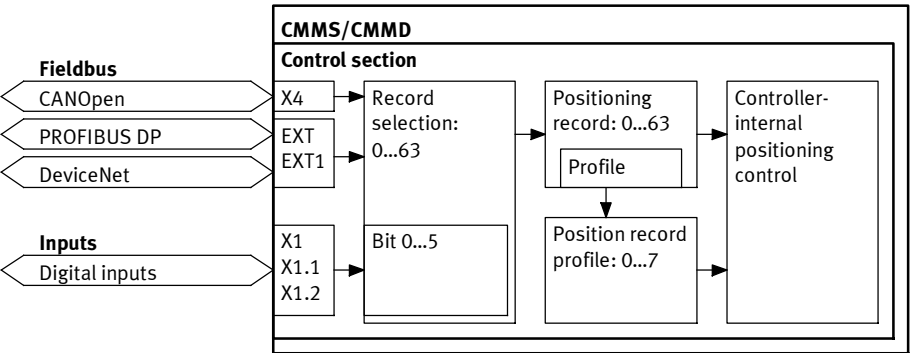 CMMS/CMMD
Control section
Fieldbus
CANOpen
PROFIBUS DP
DeviceNet
Inputs
Digital inputs
X4
EXT
EXT1
X1
X1.1
X1.2
Record
selection:
0...63
Bit 0...5
Positioning
record: 0...63
Profile
Position record
profile: 0...7
Controller-
internal
positioning
control